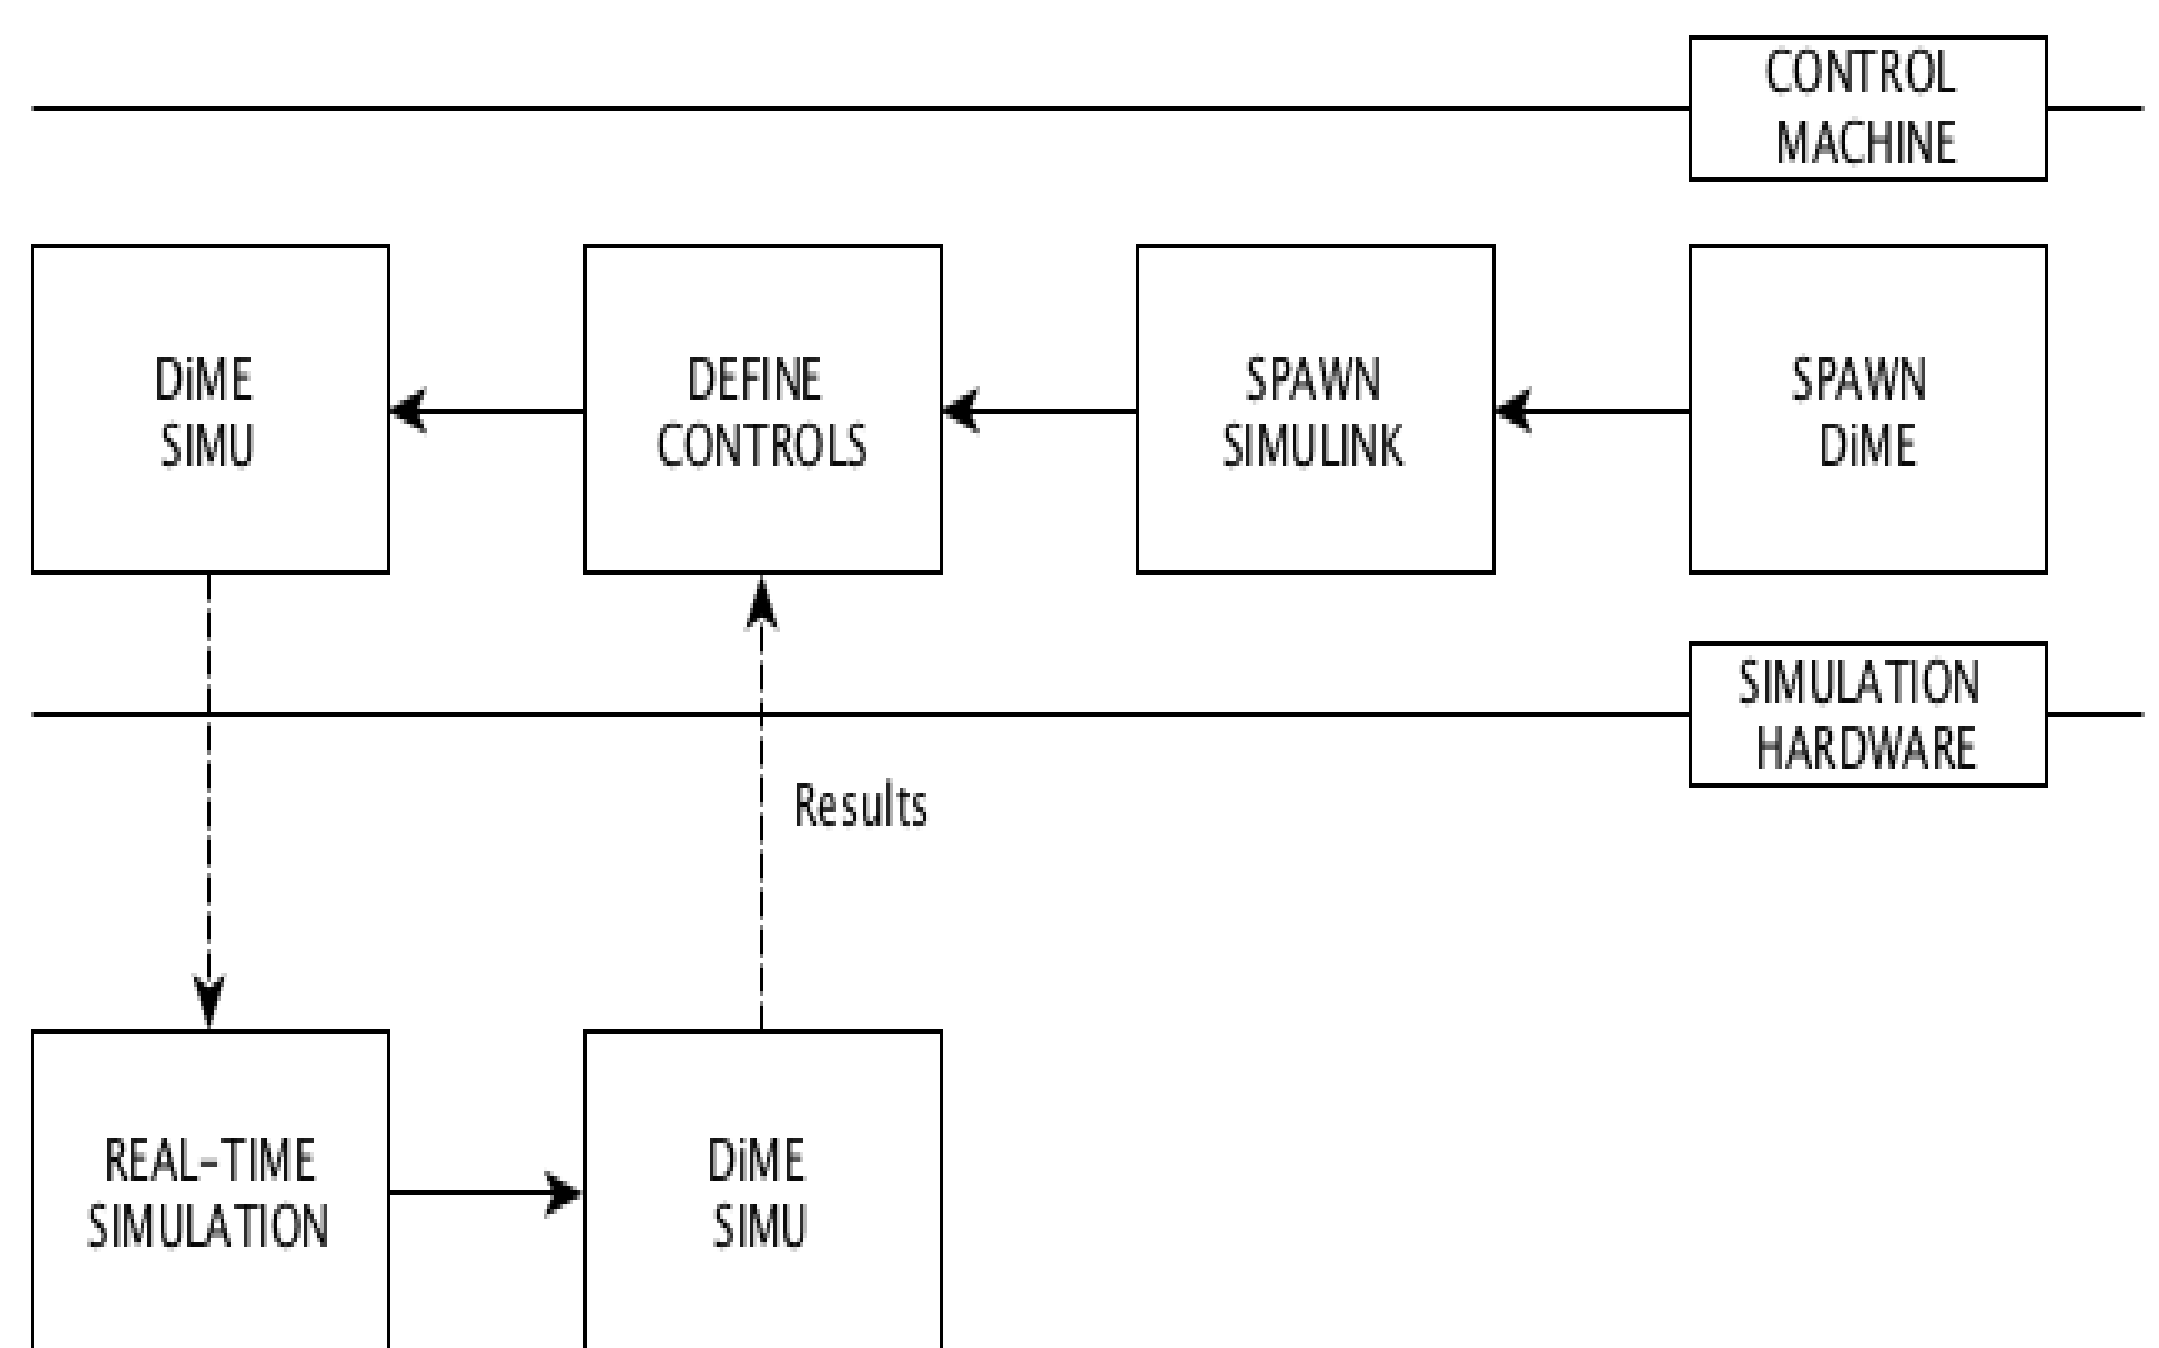 CONTROL
MACHINE
DiME
SIMU
DEFINE
CONTROLS
SPAWN
SIMULINK
SPAWN
DiME
SIMULATION
HARDWARE
Results
REAL-TIME
SIMULATION
DiME
SIMU